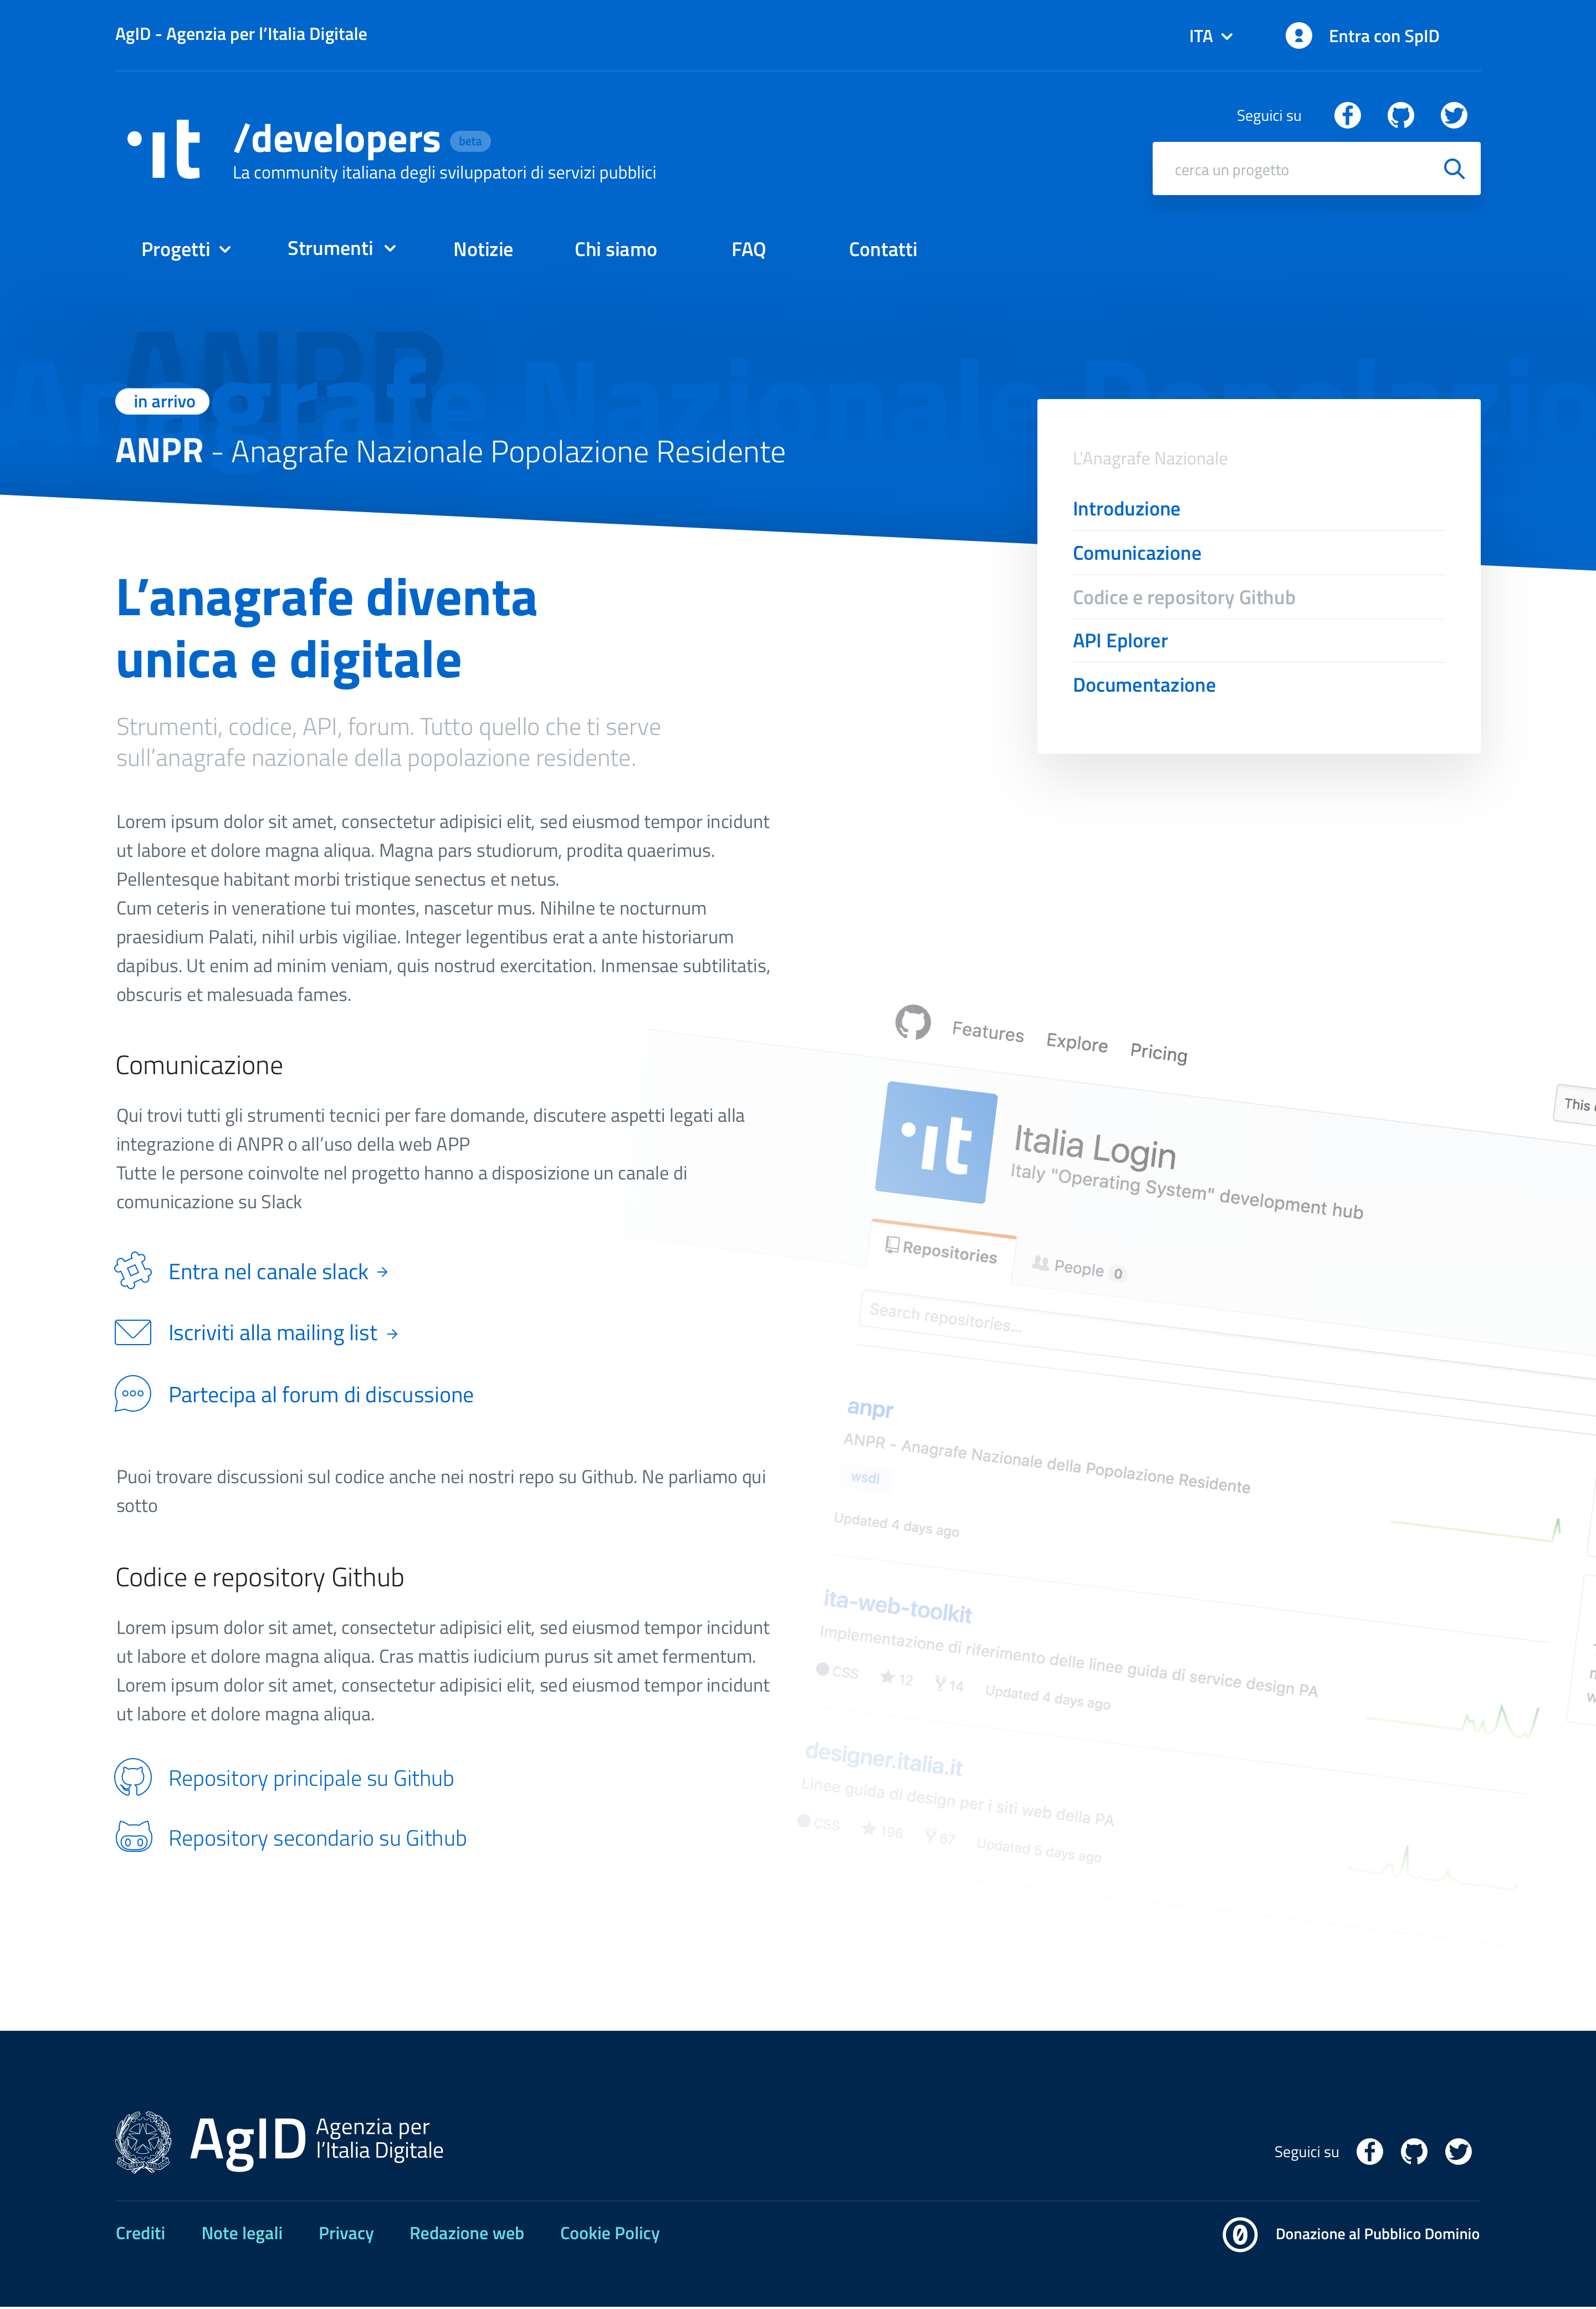 AgID - Agenzia per l'Italia Digitale
ITA
Entra con SpID
Seguici su
it
/developers beta
La community italiana degli sviluppatori di servizi pubblici
cerca un progetto
Progetti
Strumenti
Notizie
Chi siamo
FAQ
Contatti
ANPR
Anagrafe Nazionale Popolazio
in arrivo
ANPR - Anagrafe Nazionale Popolazione Residente
L'Anagrafe Nazionale
Introduzione
Comunicazione
Codice e repository Github
API Eplorer
Documentazione
L'anagrafe diventa
unica e digitale
Strumenti, codice, API, forum. Tutto quello che ti serve
sull'anagrafe nazionale della popolazione residente.
Lorem ipsum dolor sit amet, consectetur adipisici elit, sed eiusmod tempor incidunt
ut labore et dolore magna aliqua. Magna pars studiorum, prodita quaerimus.
Pellentesque habitant morbi tristique senectus et netus.
Cum ceteris in veneratione tui montes, nascetur mus. Nihilne te nocturnum
praesidium Palati, nihil urbis vigiliae. Integer legentibus erat a ante historiarum
dapibus. Ut enim ad minim veniam, quis nostrud exercitation. Inmensae subtilitatis,
obscuris et malesuada fames.
Comunicazione
Qui trovi tutti gli strumenti tecnici per fare domande, discutere aspetti legati alla
integrazione di ANPR o all'uso della web APP
Tutte le persone coinvolte nel progetto hanno a disposizione un canale di
comunicazione su Slack
Entra nel canale slack →
Iscriviti alla mailing list →
Partecipa al forum di discussione
Puoi trovare discussioni sul codice anche nei nostri repo su Github. Ne parliamo qui
sotto
Codice e repository Github
Lorem ipsum dolor sit amet, consectetur adipisici elit, sed eiusmod tempor incidunt
ut labore et dolore magna aliqua. Cras mattis iudicium purus sit amet fermentum.
Lorem ipsum dolor sit amet, consectetur adipisici elit, sed eiusmod tempor incidunt
ut labore et dolore magna aliqua.
Repository principale su Github
Repository secondario su Github
Features Explore Pricing
This
it
Italia Login
Italy "Operating System" development hub
Repositories
People 0
Search repositories...
anpr
ANPR - Anagrafe Nazionale della Popolazione Residente
wsdl
Updated 4 days ago
ita-web-toolkit
Implementazione di riferimento delle linee guida di service design PA
CSS 12 14 Updated 4 days ago
designer.italia.it
Linee guida di design per i siti web della PA
CSS 196 67 Updated 5 days ago
AgID
Agenzia per
l'Italia Digitale
Seguici su
Crediti
Note legali
Privacy
Redazione web
Cookie Policy
0
Donazione al Pubblico Dominio